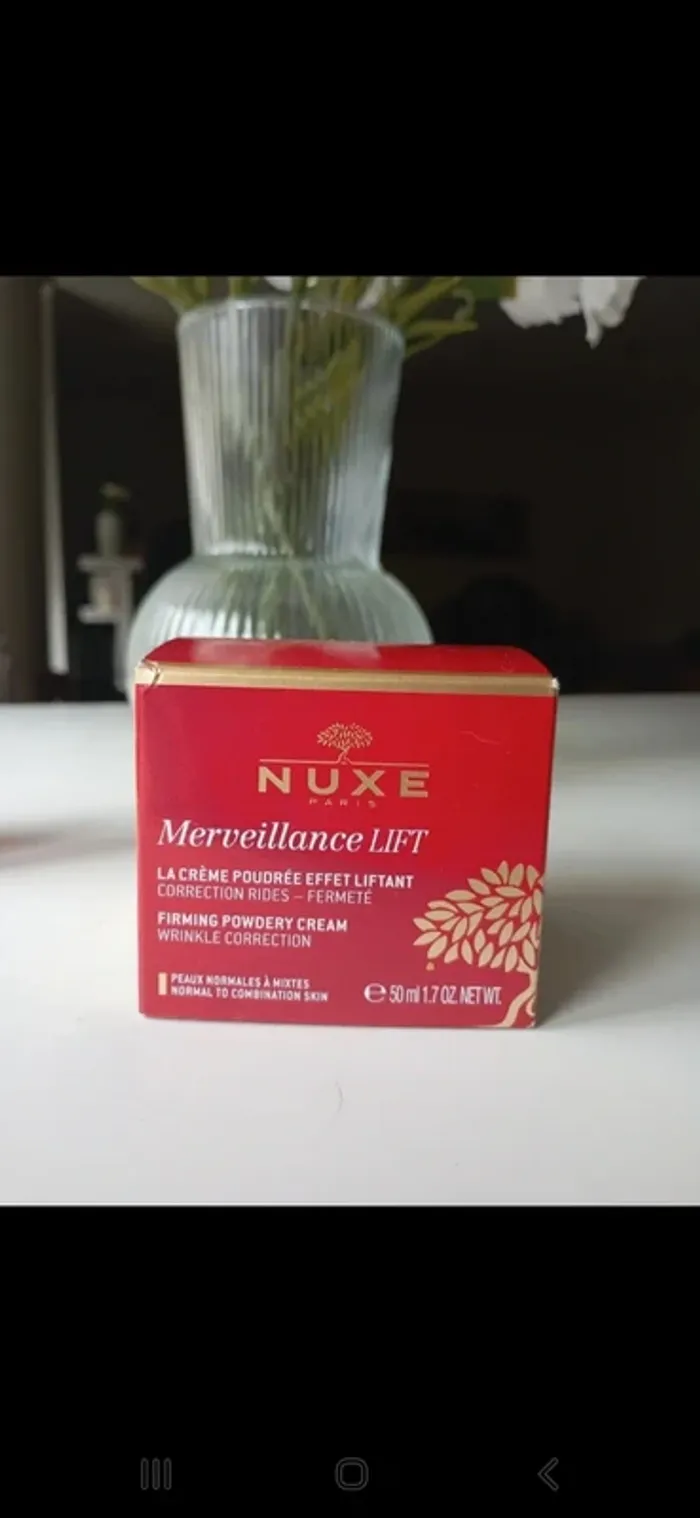 NUXE
PARIS
Merveillance LIFT
LA CRÈME POUDRÉE EFFET LIFTANT
CORRECTION RIDES – FERMETÉ
FIRMING POWDERY CREAM
WRINKLE CORRECTION
PEAUX NORMALES À MIXTES
NORMAL TO COMBINATION SKIN
℮ 50 ml 1.7 OZ. NET WT.